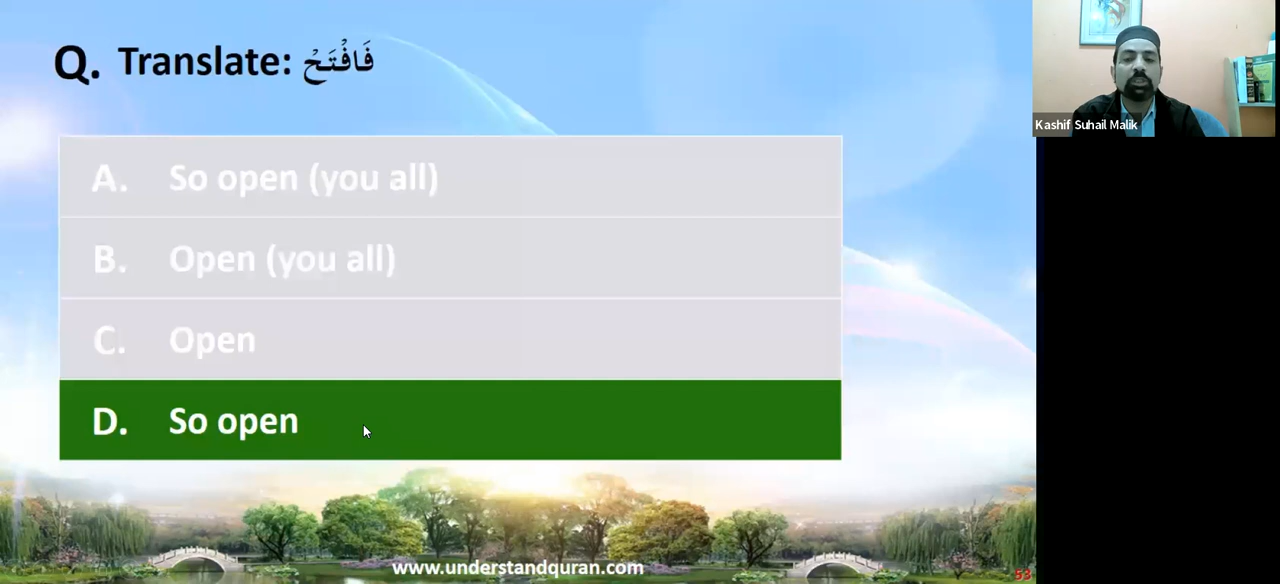 Q. Translate: فَافْتَحْ
A. So open (you all)
B. Open (you all)
C. Open
D. So open
www.understandquran.com
53
Kashif Suhail Malik